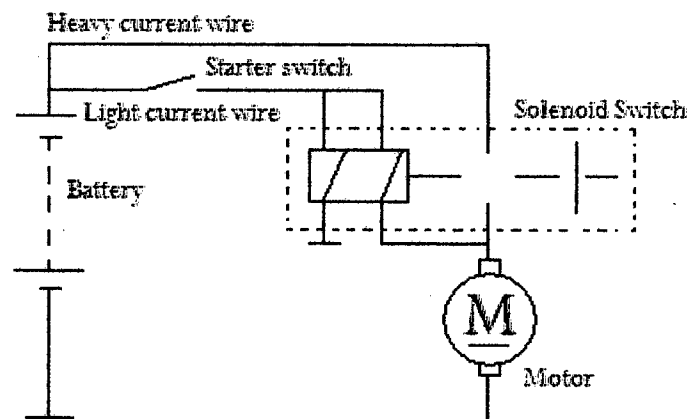 Heavy current wire
Starter switch
Light current wire
Solenoid Switch
Battery
M
Motor